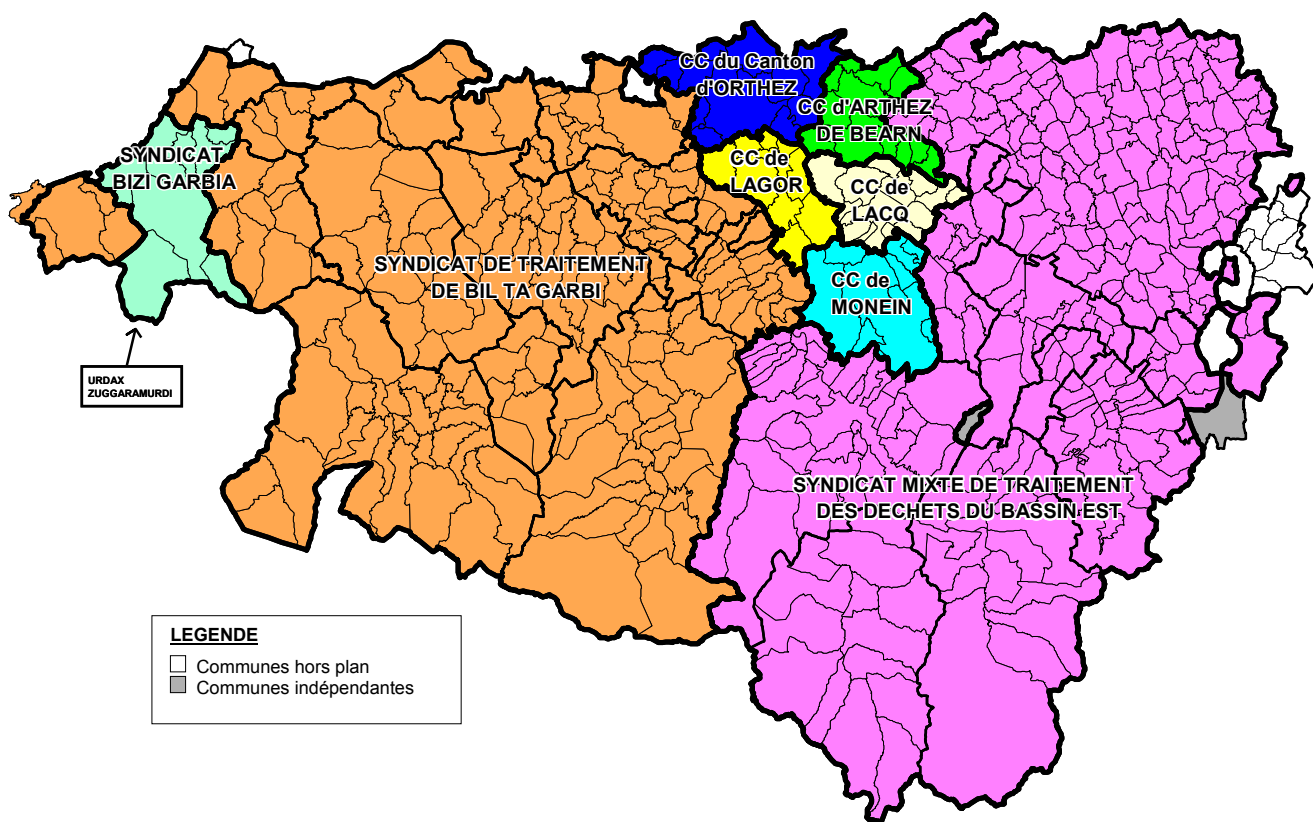 CC du Canton
d'ORTHEZ
CC d'ARTHEZ
DE BEARN
SYNDICAT
BIZI GARBIA
CC de
LAGOR
CC de
LACQ
SYNDICAT DE TRAITEMENT
DE BIL TA GARBI
CC de
MONEIN
URDAX
ZUGGARAMURDI
SYNDICAT MIXTE DE TRAITEMENT
DES DECHETS DU BASSIN EST
LEGENDE
Communes hors plan
Communes indépendantes